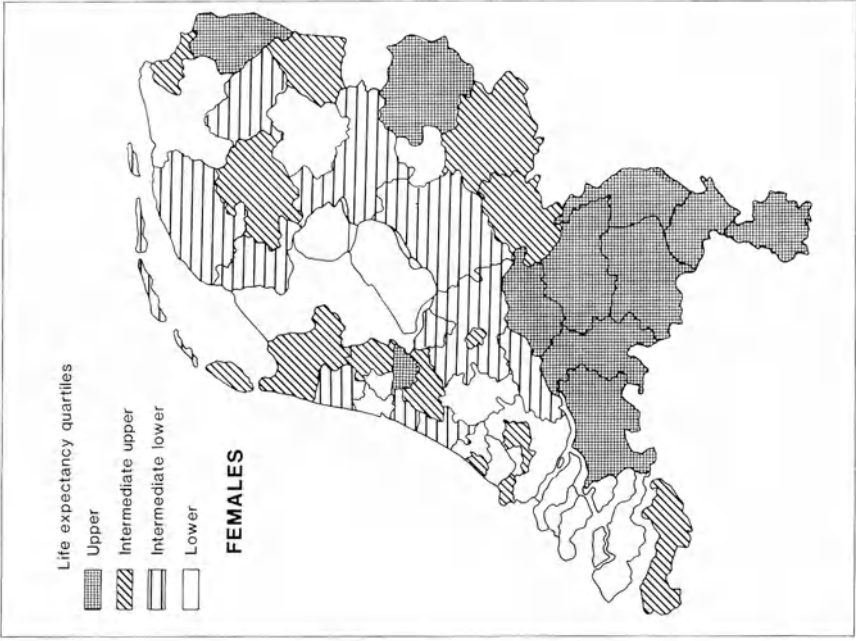 Life expectancy quartiles
Upper
Intermediate upper
Intermediate lower
Lower
FEMALES